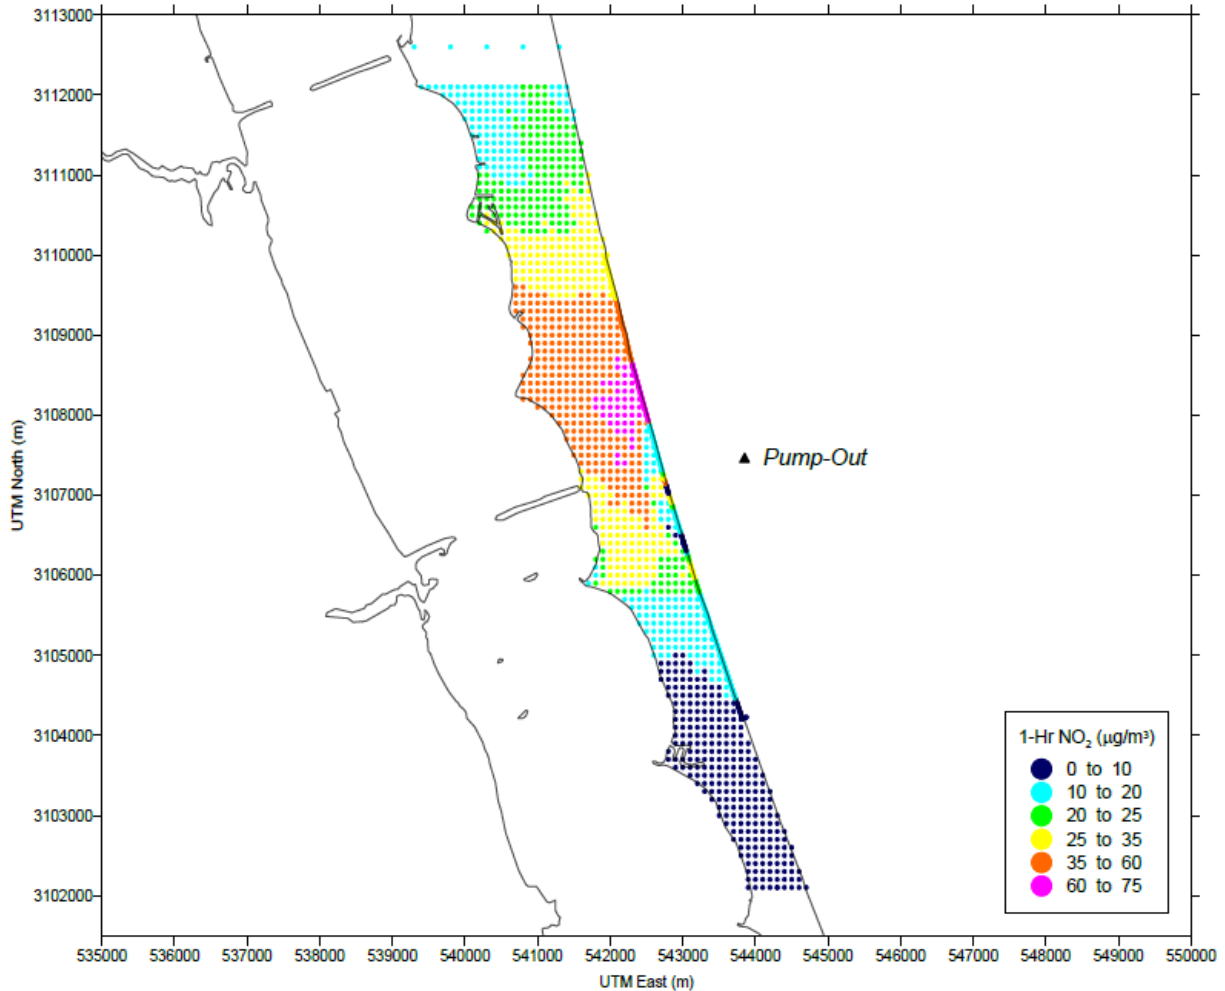 3113000
3112000
3111000
3110000
3109000
3108000
3107000
3106000
3105000
3104000
3103000
3102000
UTM North (m)
Pump-Out
1-Hr NO₂ (μg/m³)
0 to 10
10 to 20
20 to 25
25 to 35
35 to 60
60 to 75
535000 536000 537000 538000 539000 540000 541000 542000 543000 544000 545000 546000 547000 548000 549000 550000
UTM East (m)